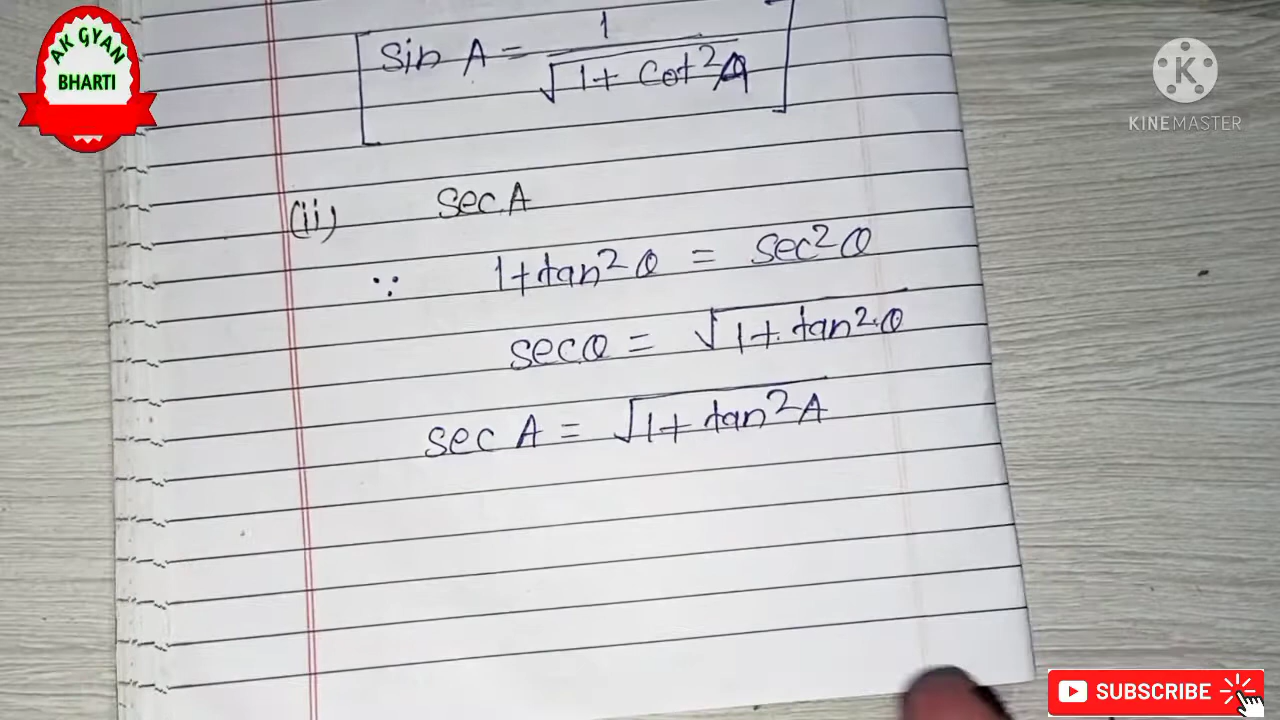 AK GYAN
BHARTI
K
KINEMASTER
[sin A = 1/√(1+ cot²A)]
(ii) sec A
∵ 1+tan²θ = sec²θ
secθ = √(1+tan²θ)
sec A = √(1+tan²A)
SUBSCRIBE